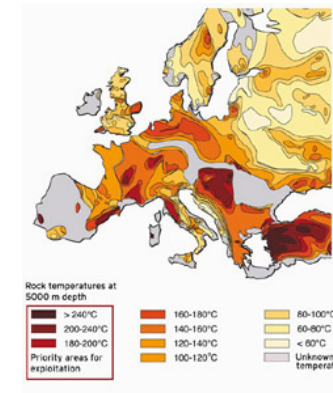 Rock temperatures at
5000 m depth
> 240°C
200-240°C
180-200°C
Priority areas for
exploitation
160-180°C
140-160°C
120-140°C
100-120°C
80-100°C
60-80°C
< 60°C
Unknown
temperat